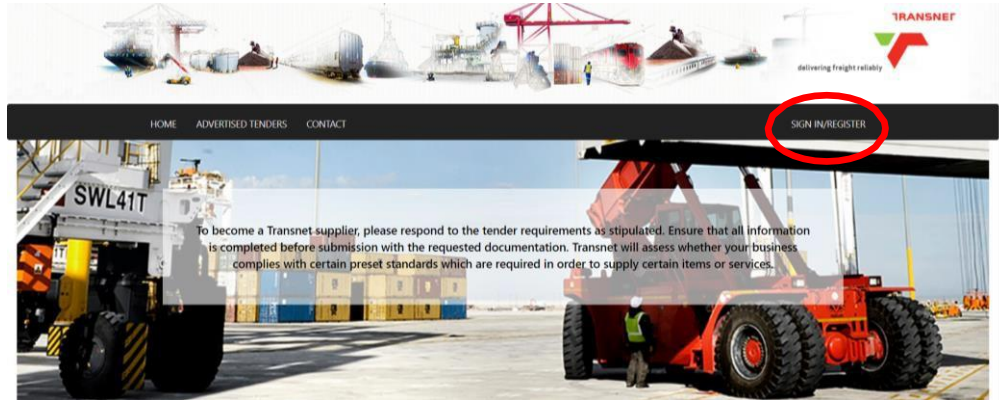 TRANSNET
delivering freight reliably
HOME ADVERTISED TENDERS CONTACT SIGN IN/REGISTER
SWL41T
To become a Transnet supplier, please respond to the tender requirements as stipulated. Ensure that all information
is completed before submission with the requested documentation. Transnet will assess whether your business
complies with certain preset standards which are required in order to supply certain items or services.